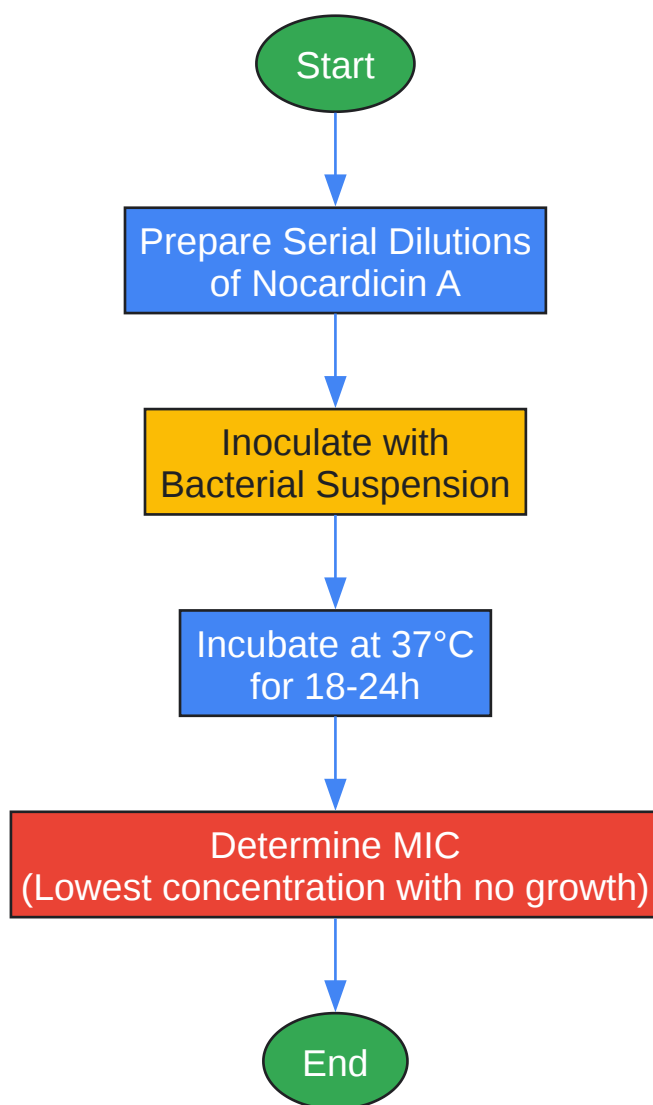 Start
Prepare Serial Dilutions
of Nocardicin A
Inoculate with
Bacterial Suspension
Incubate at 37°C
for 18-24h
Determine MIC
(Lowest concentration with no growth)
End